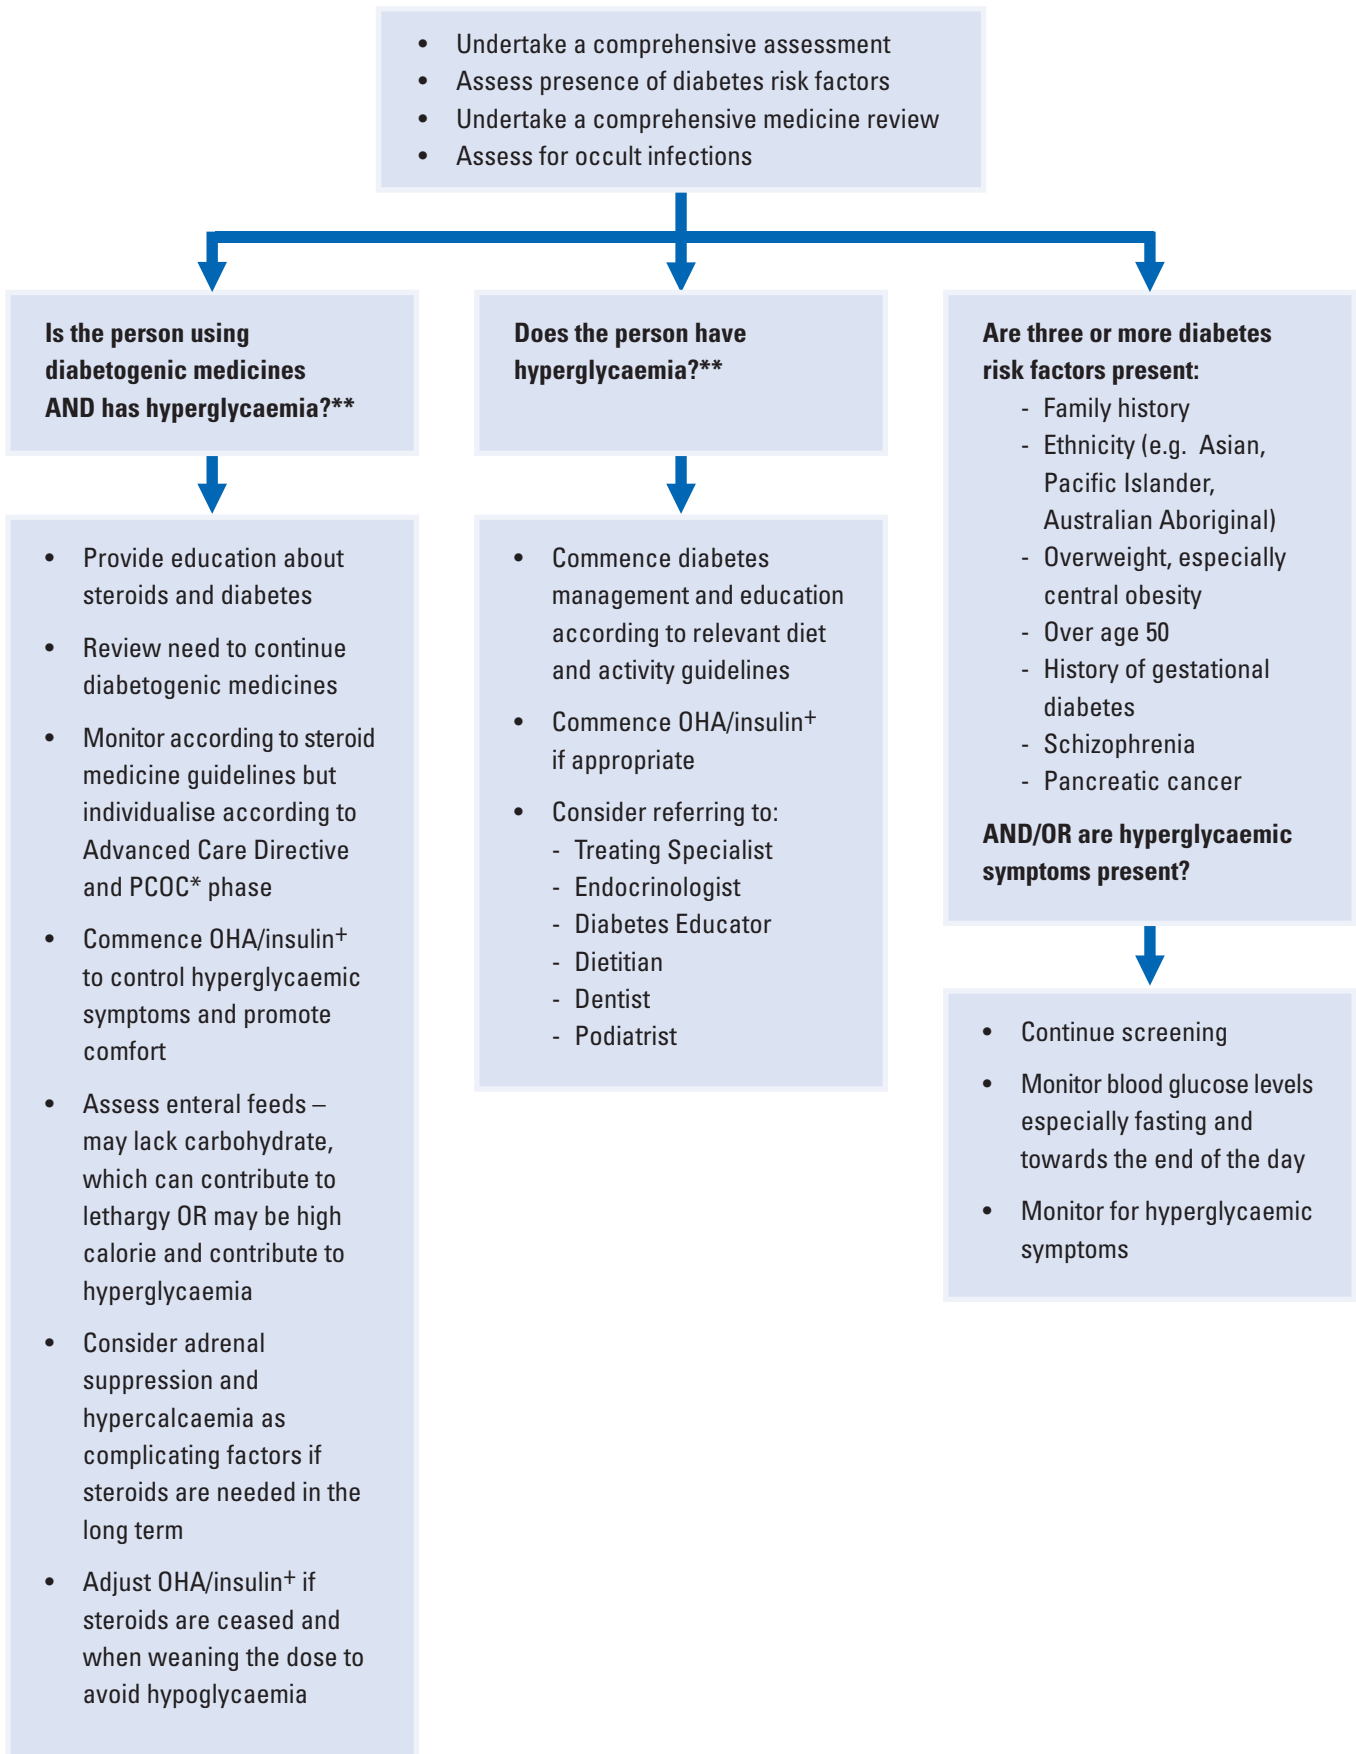 • Undertake a comprehensive assessment
• Assess presence of diabetes risk factors
• Undertake a comprehensive medicine review
• Assess for occult infections
Is the person using
diabetogenic medicines
AND has hyperglycaemia?**
• Provide education about
steroids and diabetes
• Review need to continue
diabetogenic medicines
• Monitor according to steroid
medicine guidelines but
individualise according to
Advanced Care Directive
and PCOC* phase
• Commence OHA/insulin+
to control hyperglycaemic
symptoms and promote
comfort
• Assess enteral feeds –
may lack carbohydrate,
which can contribute to
lethargy OR may be high
calorie and contribute to
hyperglycaemia
• Consider adrenal
suppression and
hypercalcaemia as
complicating factors if
steroids are needed in the
long term
• Adjust OHA/insulin+ if
steroids are ceased and
when weaning the dose to
avoid hypoglycaemia
Does the person have
hyperglycaemia?**
• Commence diabetes
management and education
according to relevant diet
and activity guidelines
• Commence OHA/insulin+
if appropriate
• Consider referring to:
- Treating Specialist
- Endocrinologist
- Diabetes Educator
- Dietitian
- Dentist
- Podiatrist
Are three or more diabetes
risk factors present:
- Family history
- Ethnicity (e.g. Asian,
Pacific Islander,
Australian Aboriginal)
- Overweight, especially
central obesity
- Over age 50
- History of gestational
diabetes
- Schizophrenia
- Pancreatic cancer
AND/OR are hyperglycaemic
symptoms present?
• Continue screening
• Monitor blood glucose levels
especially fasting and
towards the end of the day
• Monitor for hyperglycaemic
symptoms